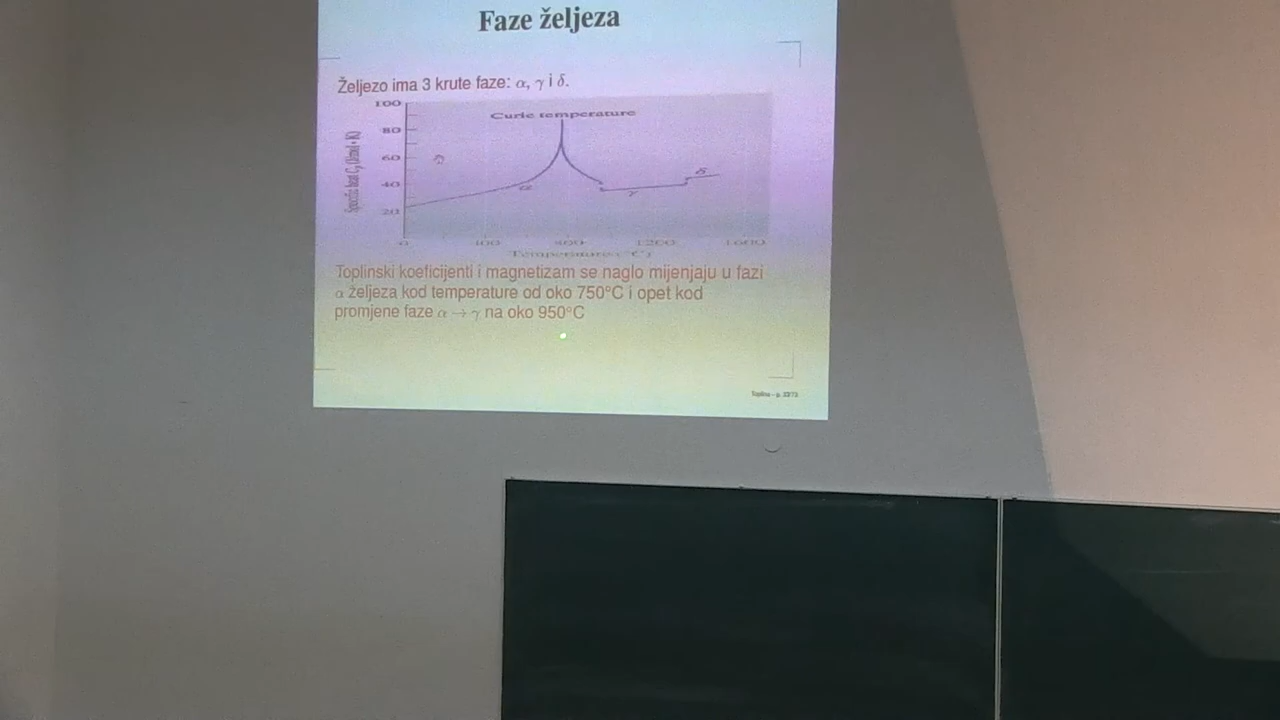 Faze željeza
Željezo ima 3 krute faze: α, γ i δ.
100
Curie temperature
80
60
40
20
α
γ
δ
0 400 800 1200 1600
Temperature (°C)
Toplinski koeficijenti i magnetizam se naglo mijenjaju u fazi
α željeza kod temperature od oko 750°C i opet kod
promjene faze α → γ na oko 950°C